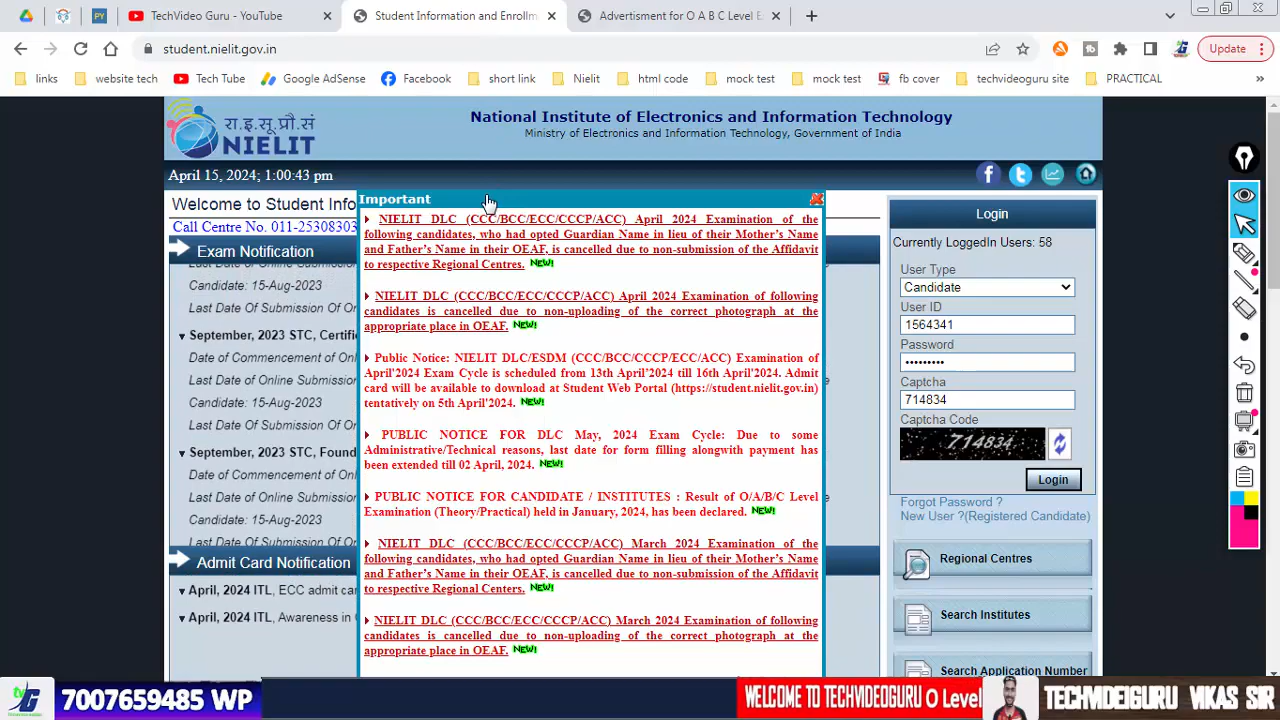 TechVideo Guru - YouTube
Student Information and Enrollm
Advertisment for O A B C Level E
student.nielit.gov.in
Update
links
website tech
Tech Tube
Google AdSense
Facebook
short link
Nielit
html code
mock test
mock test
fb cover
techvideoguru site
PRACTICAL
रा.इ.सू.प्रौ.सं
NIELIT
National Institute of Electronics and Information Technology
Ministry of Electronics and Information Technology, Government of India
April 15, 2024; 1:00:43 pm
Welcome to Student Info
Call Centre No. 011-25308303
Exam Notification
Candidate: 15-Aug-2023
Last Date Of Submission Of
September, 2023 STC, Certifi
Date of Commencement of Onl
Last Date of Online Submissio
Candidate: 15-Aug-2023
Last Date Of Submission Of On
September, 2023 STC, Found
Date of Commencement of Onl
Last Date of Online Submissio
Candidate: 15-Aug-2023
Last Date Of Submission Of On
Admit Card Notification
April, 2024 ITL, ECC admit car
April, 2024 ITL, Awareness in C
Important
NIELIT DLC (CCC/BCC/ECC/CCCP/ACC) April 2024 Examination of the
following candidates, who had opted Guardian Name in lieu of their Mother's Name
and Father's Name in their OEAF, is cancelled due to non-submission of the Affidavit
to respective Regional Centres. NEW!
NIELIT DLC (CCC/BCC/ECC/CCCP/ACC) April 2024 Examination of following
candidates is cancelled due to non-uploading of the correct photograph at the
appropriate place in OEAF. NEW!
Public Notice: NIELIT DLC/ESDM (CCC/BCC/CCCP/ECC/ACC) Examination of
April'2024 Exam Cycle is scheduled from 13th April'2024 till 16th April'2024. Admit
card will be available to download at Student Web Portal (https://student.nielit.gov.in)
tentatively on 5th April'2024. NEW!
PUBLIC NOTICE FOR DLC May, 2024 Exam Cycle: Due to some
Administrative/Technical reasons, last date for form filling alongwith payment has
been extended till 02 April, 2024. NEW!
PUBLIC NOTICE FOR CANDIDATE / INSTITUTES : Result of O/A/B/C Level
Examination (Theory/Practical) held in January, 2024, has been declared. NEW!
NIELIT DLC (CCC/BCC/ECC/CCCP/ACC) March 2024 Examination of the
following candidates, who had opted Guardian Name in lieu of their Mother's Name
and Father's Name in their OEAF, is cancelled due to non-submission of the Affidavit
to respective Regional Centers. NEW!
NIELIT DLC (CCC/BCC/ECC/CCCP/ACC) March 2024 Examination of following
candidates is cancelled due to non-uploading of the correct photograph at the
appropriate place in OEAF. NEW!
Login
Currently LoggedIn Users: 58
User Type
Candidate
User ID
1564341
Password
•••••••••
Captcha
714834
Captcha Code
714834
Login
Forgot Password ?
New User ?(Registered Candidate)
Regional Centres
Search Institutes
Search Application Number
7007659485 WP
WELCOME TO TECHVIDEOGURU O Level
TECHVIDEIGURU VIKAS SIR